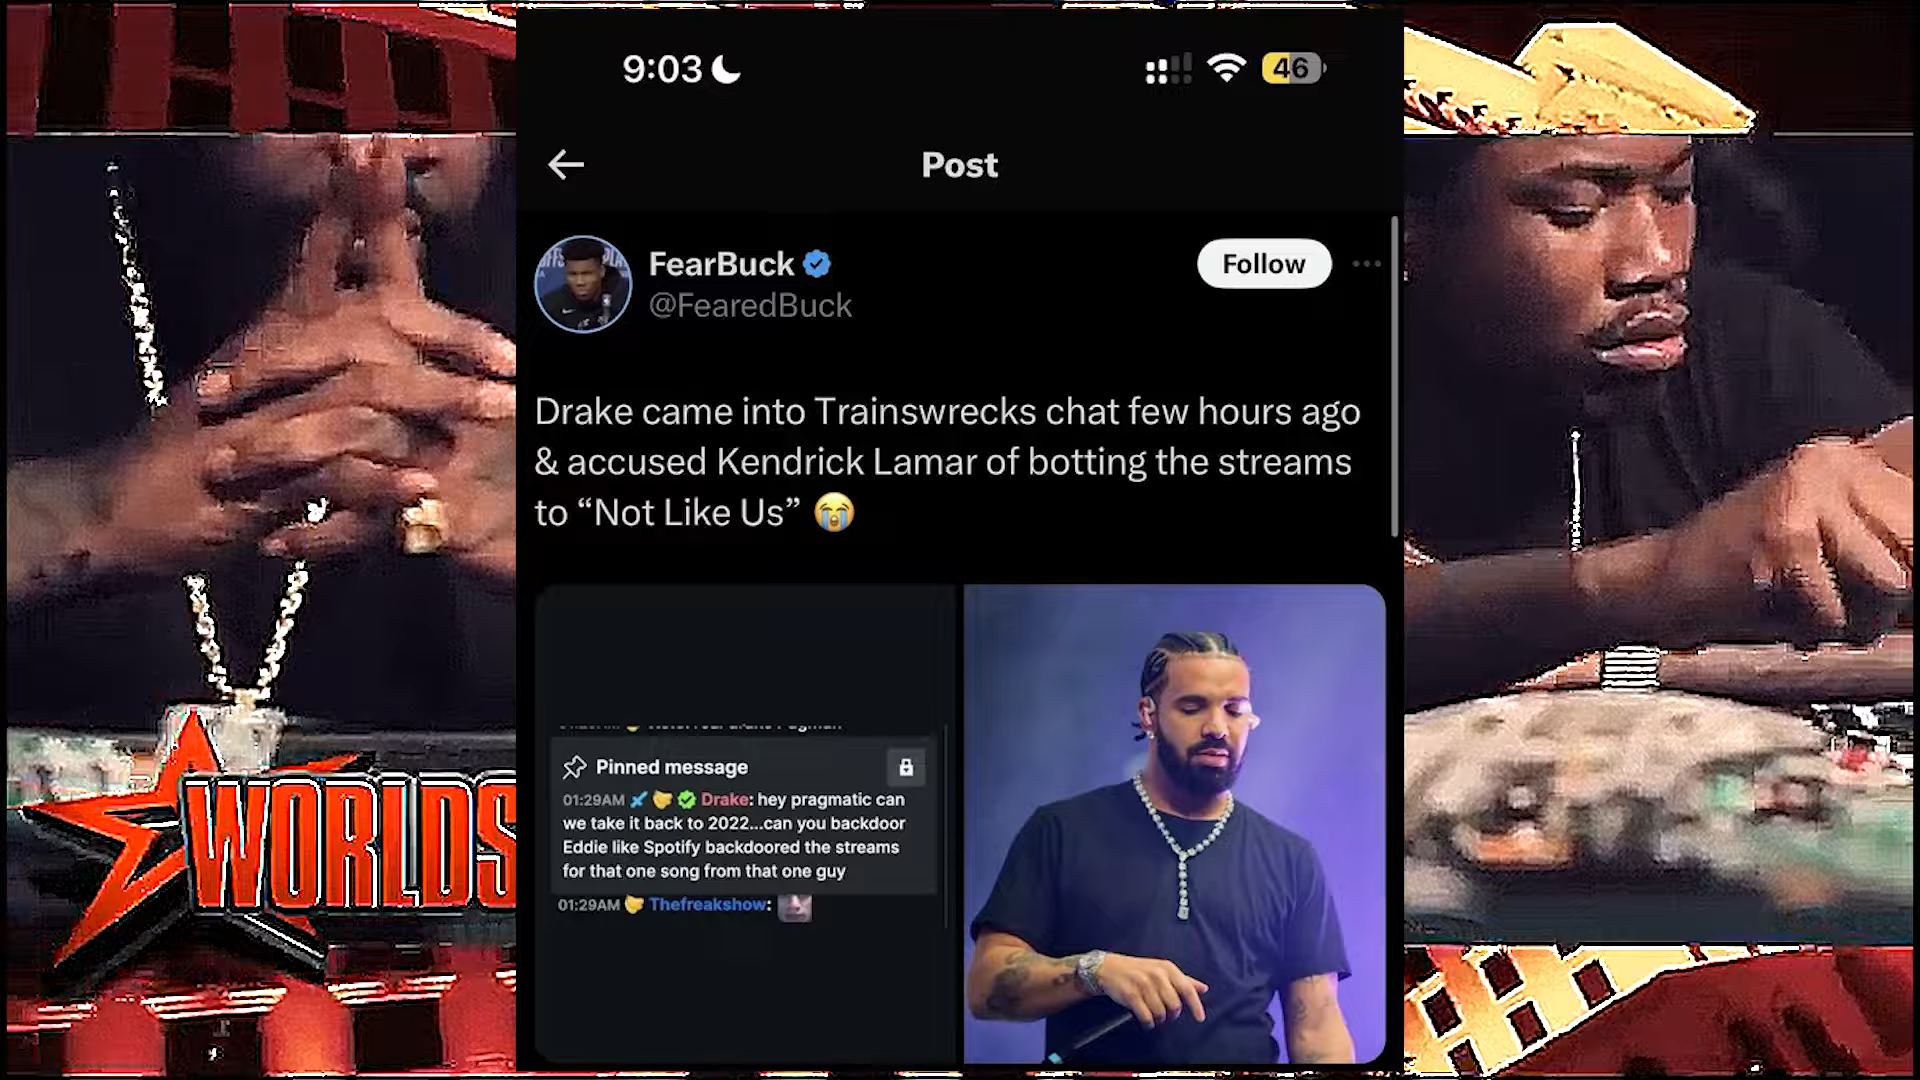 9:03
46
Post
FearBuck
@FearedBuck
Follow
Drake came into Trainswrecks chat few hours ago
& accused Kendrick Lamar of botting the streams
to “Not Like Us” 😭
Pinned message
01:29AM Drake: hey pragmatic can
we take it back to 2022...can you backdoor
Eddie like Spotify backdoored the streams
for that one song from that one guy
01:29AM Thefreakshow:
WORLDS